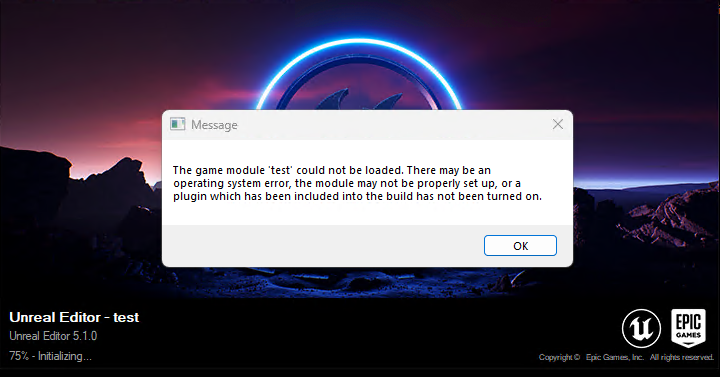 Message
The game module 'test' could not be loaded. There may be an
operating system error, the module may not be properly set up, or a
plugin which has been included into the build has not been turned on.
OK
Unreal Editor - test
Unreal Editor 5.1.0
75% - Initializing...
EPIC
GAMES
Copyright © Epic Games, Inc. All rights reserved.